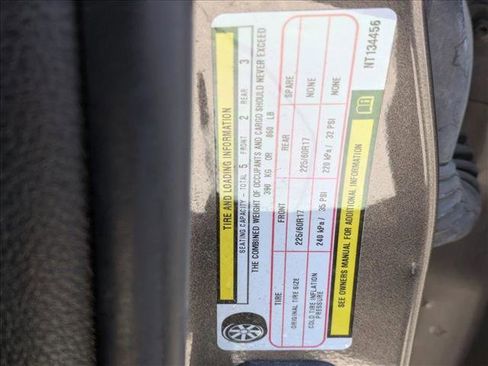 TIRE AND LOADING INFORMATION
SEATING CAPACITY - TOTAL 5 FRONT 2 REAR 3
THE COMBINED WEIGHT OF OCCUPANTS AND CARGO SHOULD NEVER EXCEED
390 KG OR 860 LB
TIRE FRONT REAR SPARE
ORIGINAL TIRE SIZE 225/60R17 225/60R17 NONE
COLD TIRE INFLATION PRESSURE 240 kPa / 35 PSI 220 kPa / 32 PSI NONE
SEE OWNERS MANUAL FOR ADDITIONAL INFORMATION
NT134456